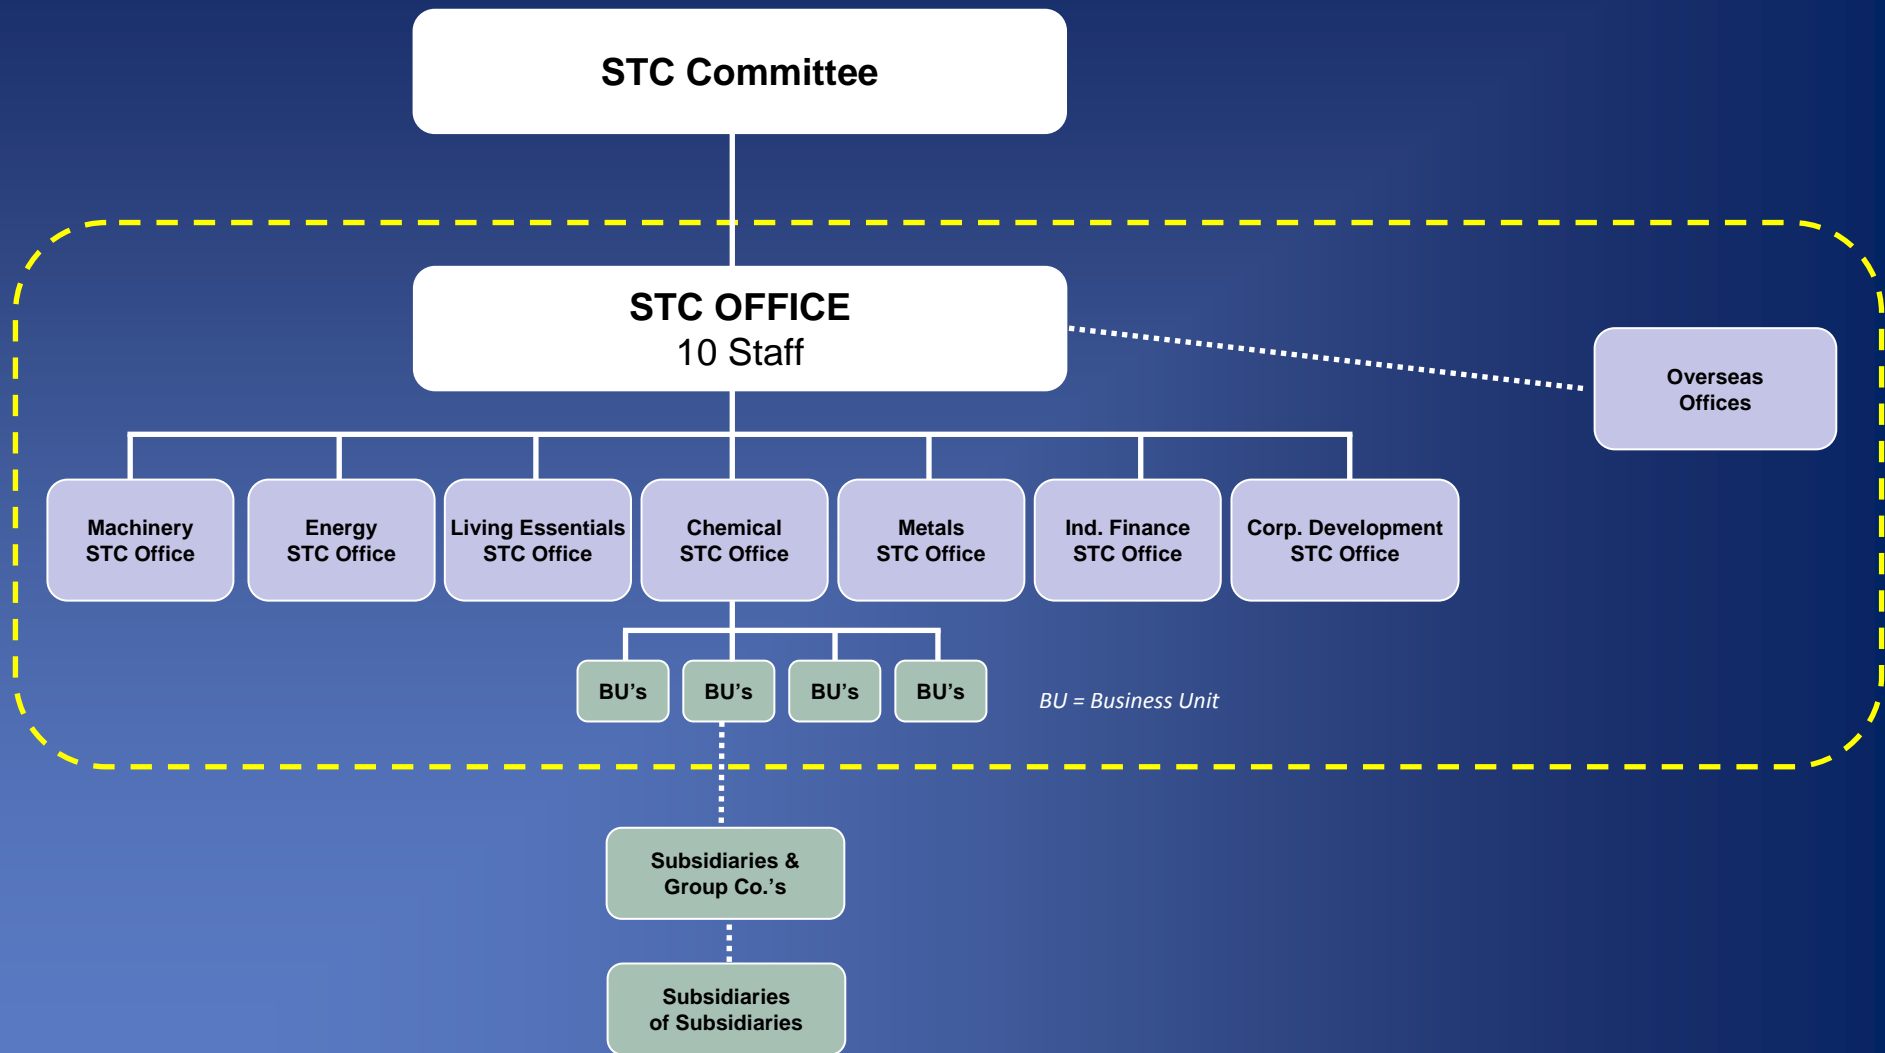 STC Committee
STC OFFICE
10 Staff
Overseas
Offices
Machinery
STC Office
Energy
STC Office
Living Essentials
STC Office
Chemical
STC Office
Metals
STC Office
Ind. Finance
STC Office
Corp. Development
STC Office
BU’s
BU’s
BU’s
BU’s
BU = Business Unit
Subsidiaries &
Group Co.’s
Subsidiaries
of Subsidiaries